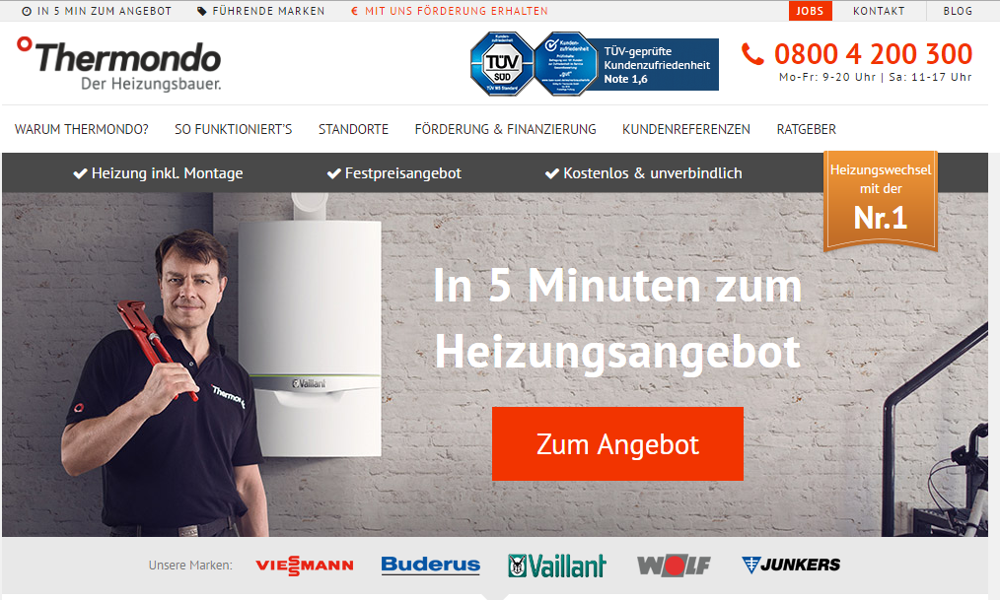 IN 5 MIN ZUM ANGEBOT FÜHRENDE MARKEN € MIT UNS FÖRDERUNG ERHALTEN JOBS KONTAKT BLOG
Thermondo
Der Heizungsbauer.
TÜV
SÜD
Kundenzufriedenheit
TÜV-geprüfte
Kundenzufriedenheit
Note 1,6
0800 4 200 300
Mo-Fr: 9-20 Uhr | Sa: 11-17 Uhr
WARUM THERMONDO? SO FUNKTIONIERT'S STANDORTE FÖRDERUNG & FINANZIERUNG KUNDENREFERENZEN RATGEBER
Heizung inkl. Montage Festpreisangebot Kostenlos & unverbindlich
Heizungswechsel
mit der
Nr.1
In 5 Minuten zum
Heizungsangebot
Vaillant
Thermon
Zum Angebot
Unsere Marken: VIESSMANN Buderus Vaillant WOLF JUNKERS